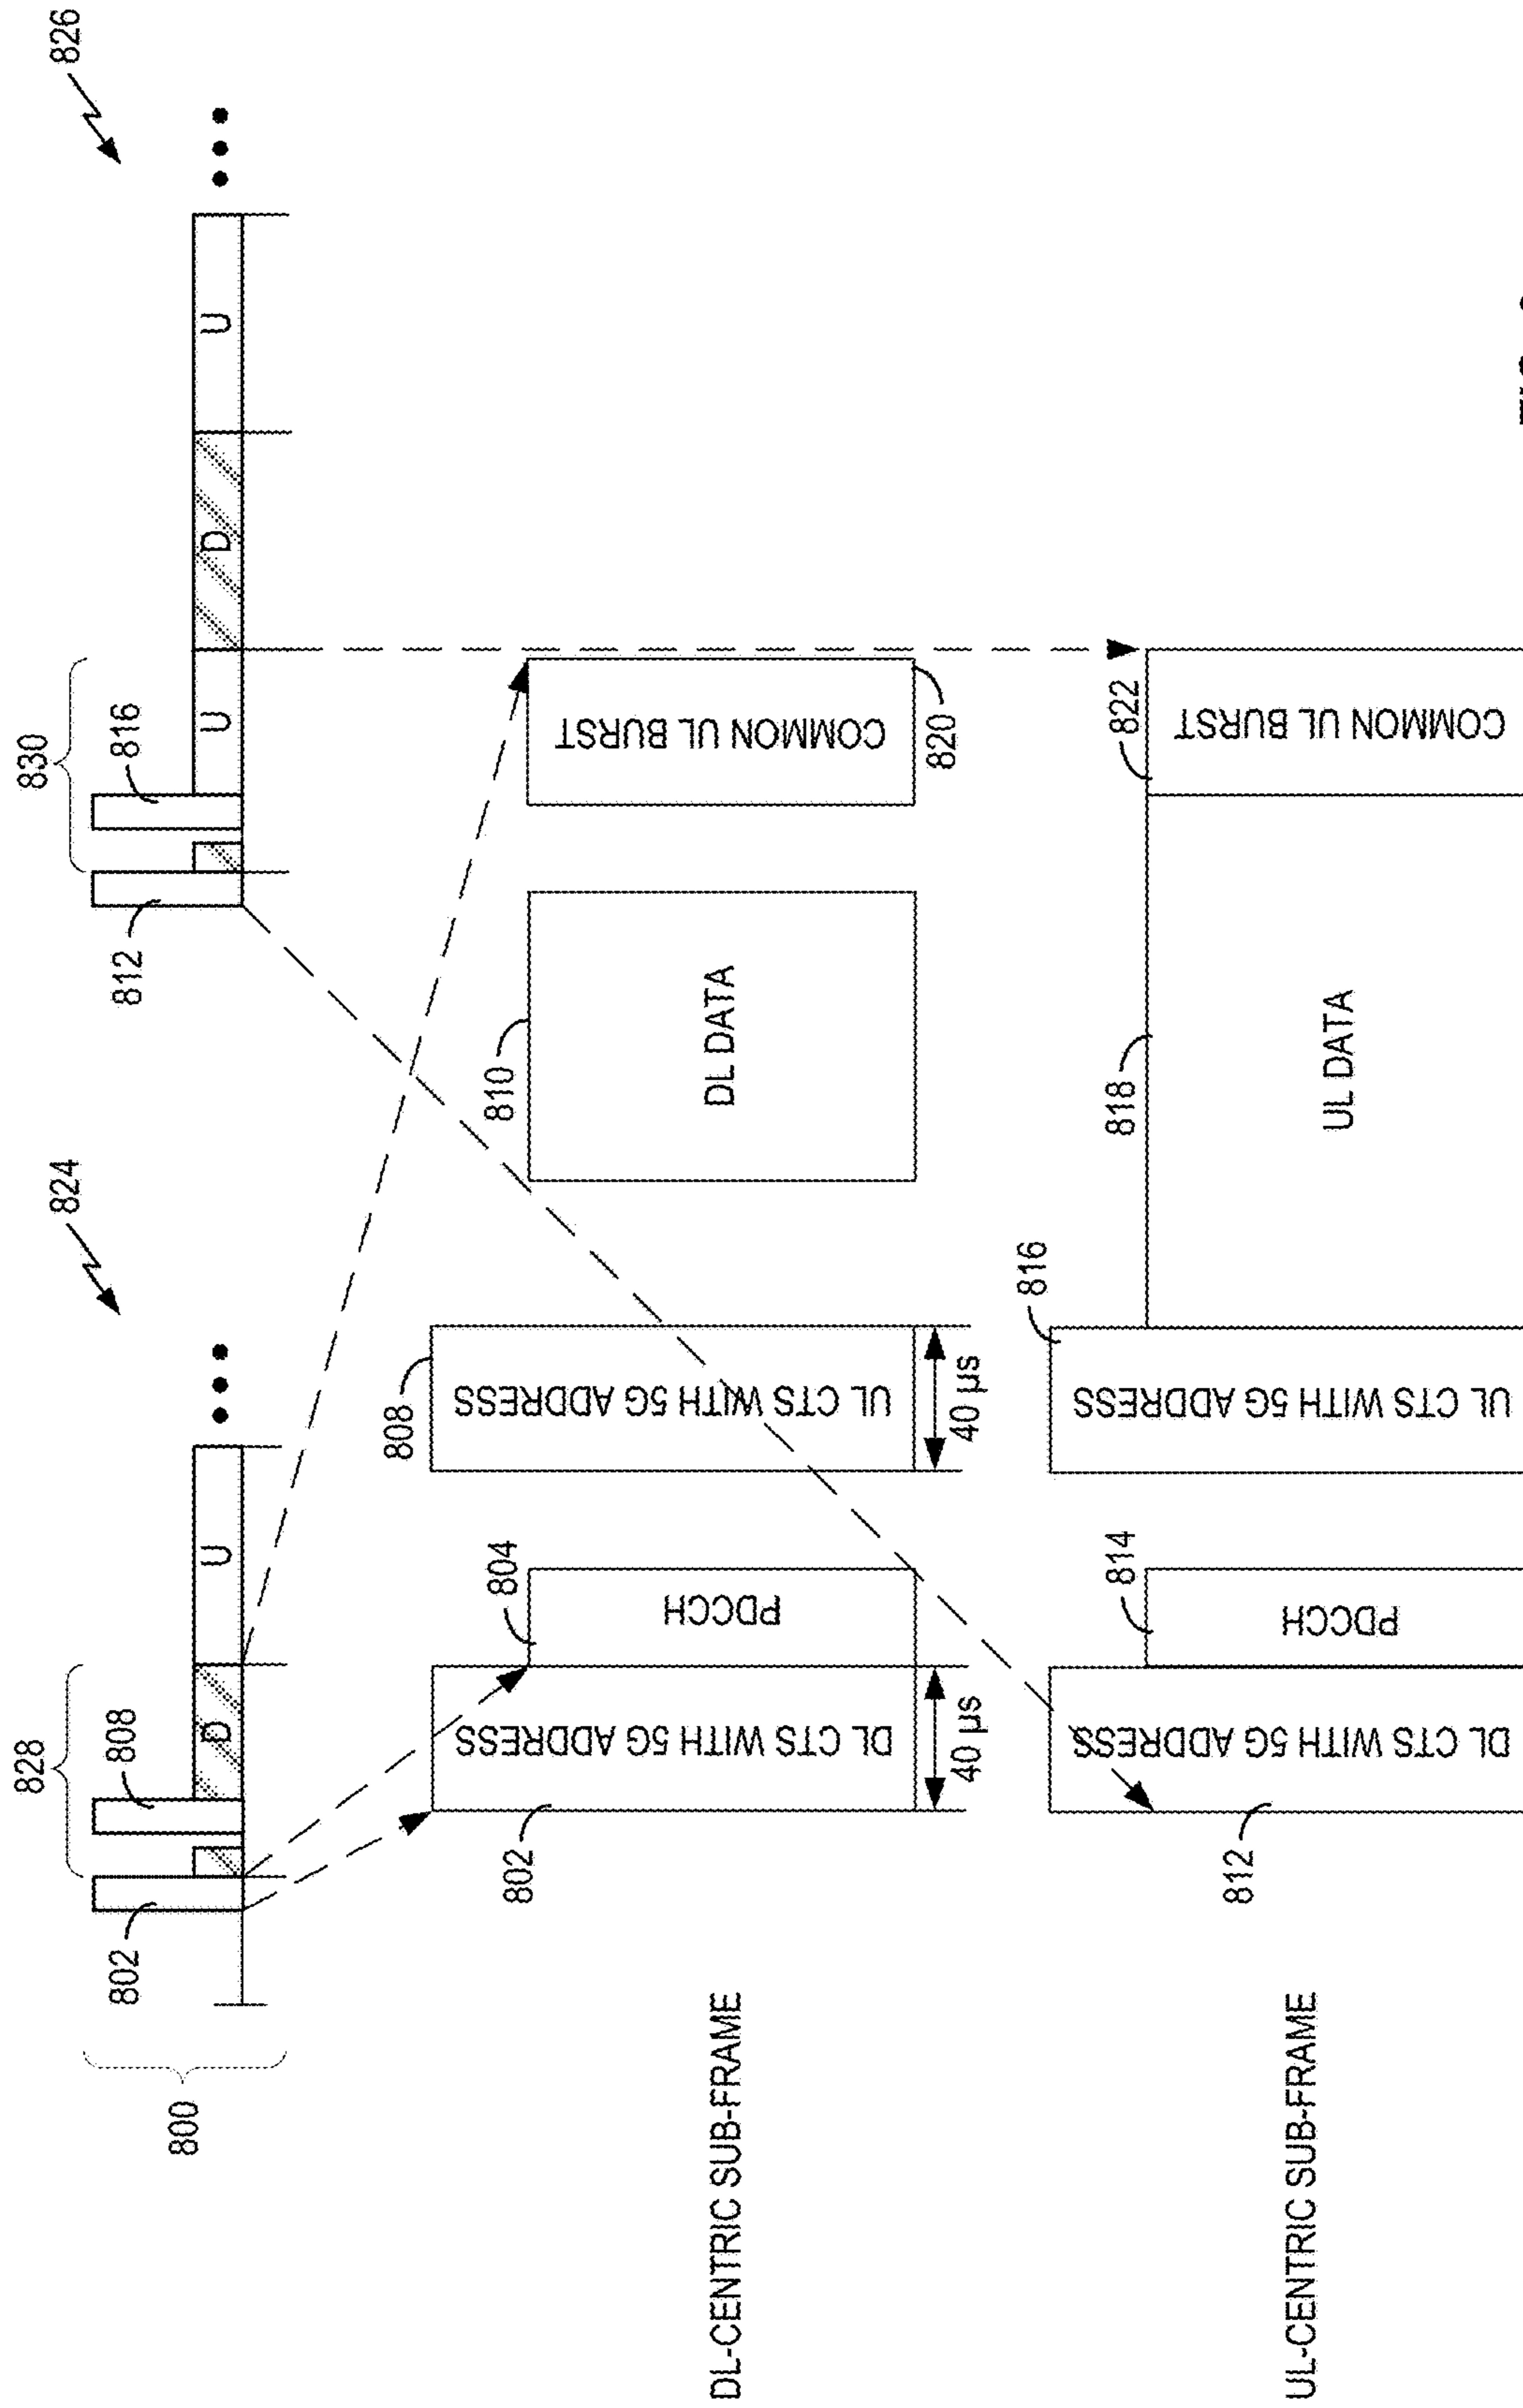 800
802
828
808
D
U
824
812
830
816
U
D
U
826
DL-CENTRIC SUB-FRAME
802
DL CTS WITH 5G ADDRESS
40 µs
804
PDCCH
808
UL CTS WITH 5G ADDRESS
40 µs
810
DL DATA
COMMON UL BURST
820
UL-CENTRIC SUB-FRAME
812
DL CTS WITH 5G ADDRESS
814
PDCCH
816
UL CTS WITH 5G ADDRESS
818
UL DATA
822
COMMON UL BURST